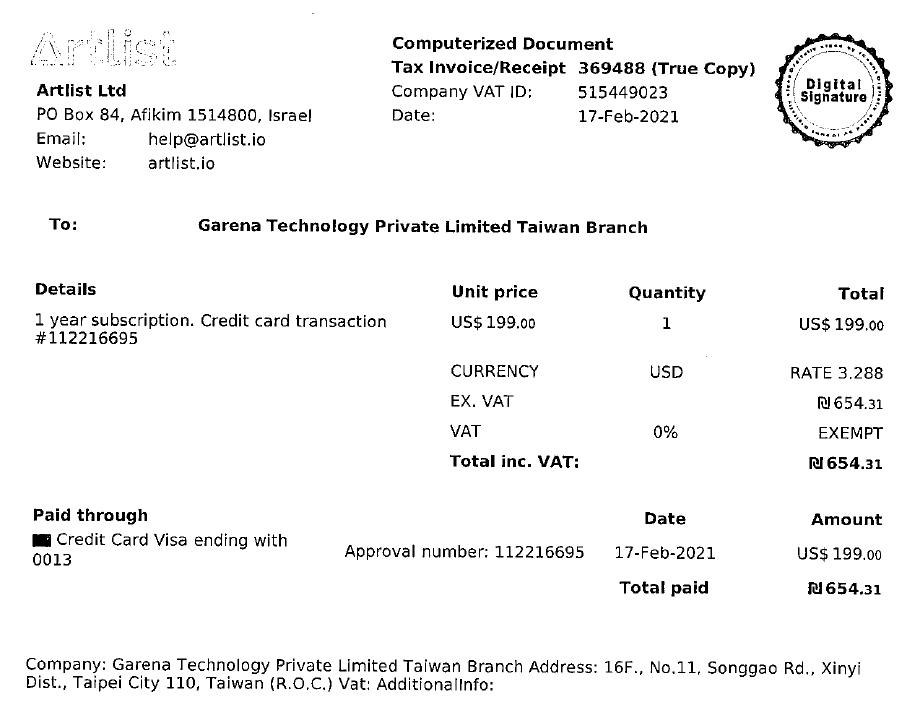 Artlist
Computerized Document
Tax Invoice/Receipt 369488 (True Copy)
Artlist Ltd
Company VAT ID: 515449023
PO Box 84, Afikim 1514800, Israel
Date: 17-Feb-2021
Email: help@artlist.io
Website: artlist.io
Digital
Signature
To: Garena Technology Private Limited Taiwan Branch
Details Unit price Quantity Total
1 year subscription. Credit card transaction US$ 199.00 1 US$ 199.00
#112216695
CURRENCY USD RATE 3.288
EX. VAT ₪654.31
VAT 0% EXEMPT
Total inc. VAT: ₪654.31
Paid through Date Amount
Credit Card Visa ending with
0013 Approval number: 112216695 17-Feb-2021 US$ 199.00
Total paid ₪654.31
Company: Garena Technology Private Limited Taiwan Branch Address: 16F., No.11, Songgao Rd., Xinyi
Dist., Taipei City 110, Taiwan (R.O.C.) Vat: AdditionalInfo: